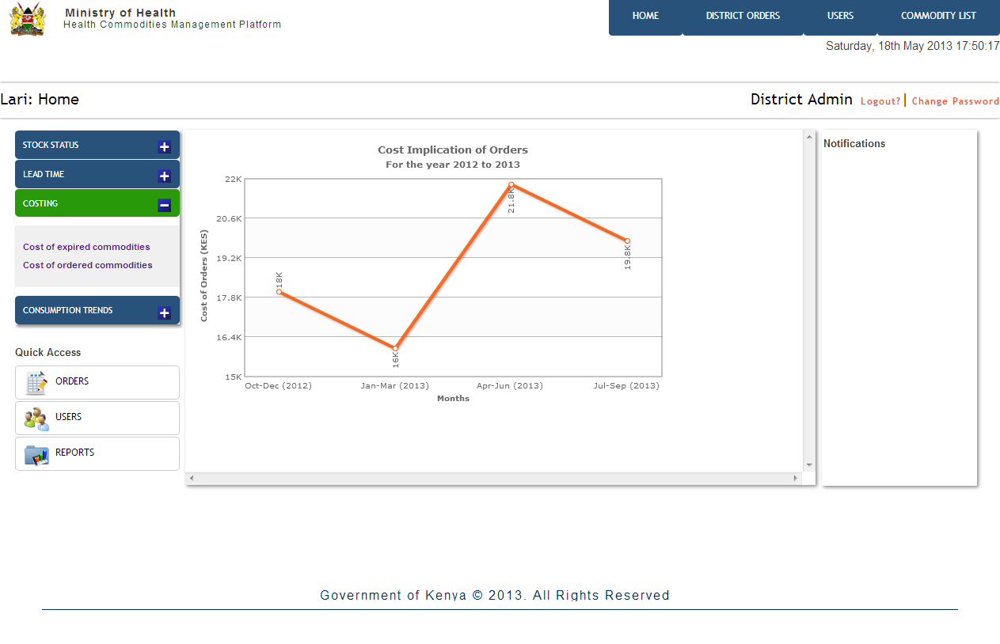 Ministry of Health
Health Commodities Management Platform
HOME
DISTRICT ORDERS
USERS
COMMODITY LIST
Saturday, 18th May 2013 17:50:17
Lari: Home
District Admin Logout? | Change Password
STOCK STATUS
LEAD TIME
COSTING
Cost of expired commodities
Cost of ordered commodities
CONSUMPTION TRENDS
Quick Access
ORDERS
USERS
REPORTS
Cost Implication of Orders
For the year 2012 to 2013
Cost of Orders (KES)
22K
20.6K
19.2K
17.8K
16.4K
15K
18K
16K
21.8K
19.8K
Oct-Dec (2012)
Jan-Mar (2013)
Apr-Jun (2013)
Jul-Sep (2013)
Months
Notifications
Government of Kenya © 2013. All Rights Reserved